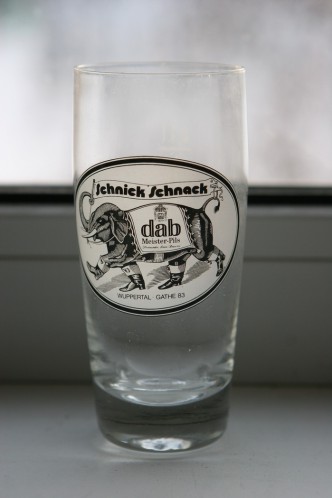 Schnick Schnack
dab
Meister-Pils
WUPPERTAL GATHE 83